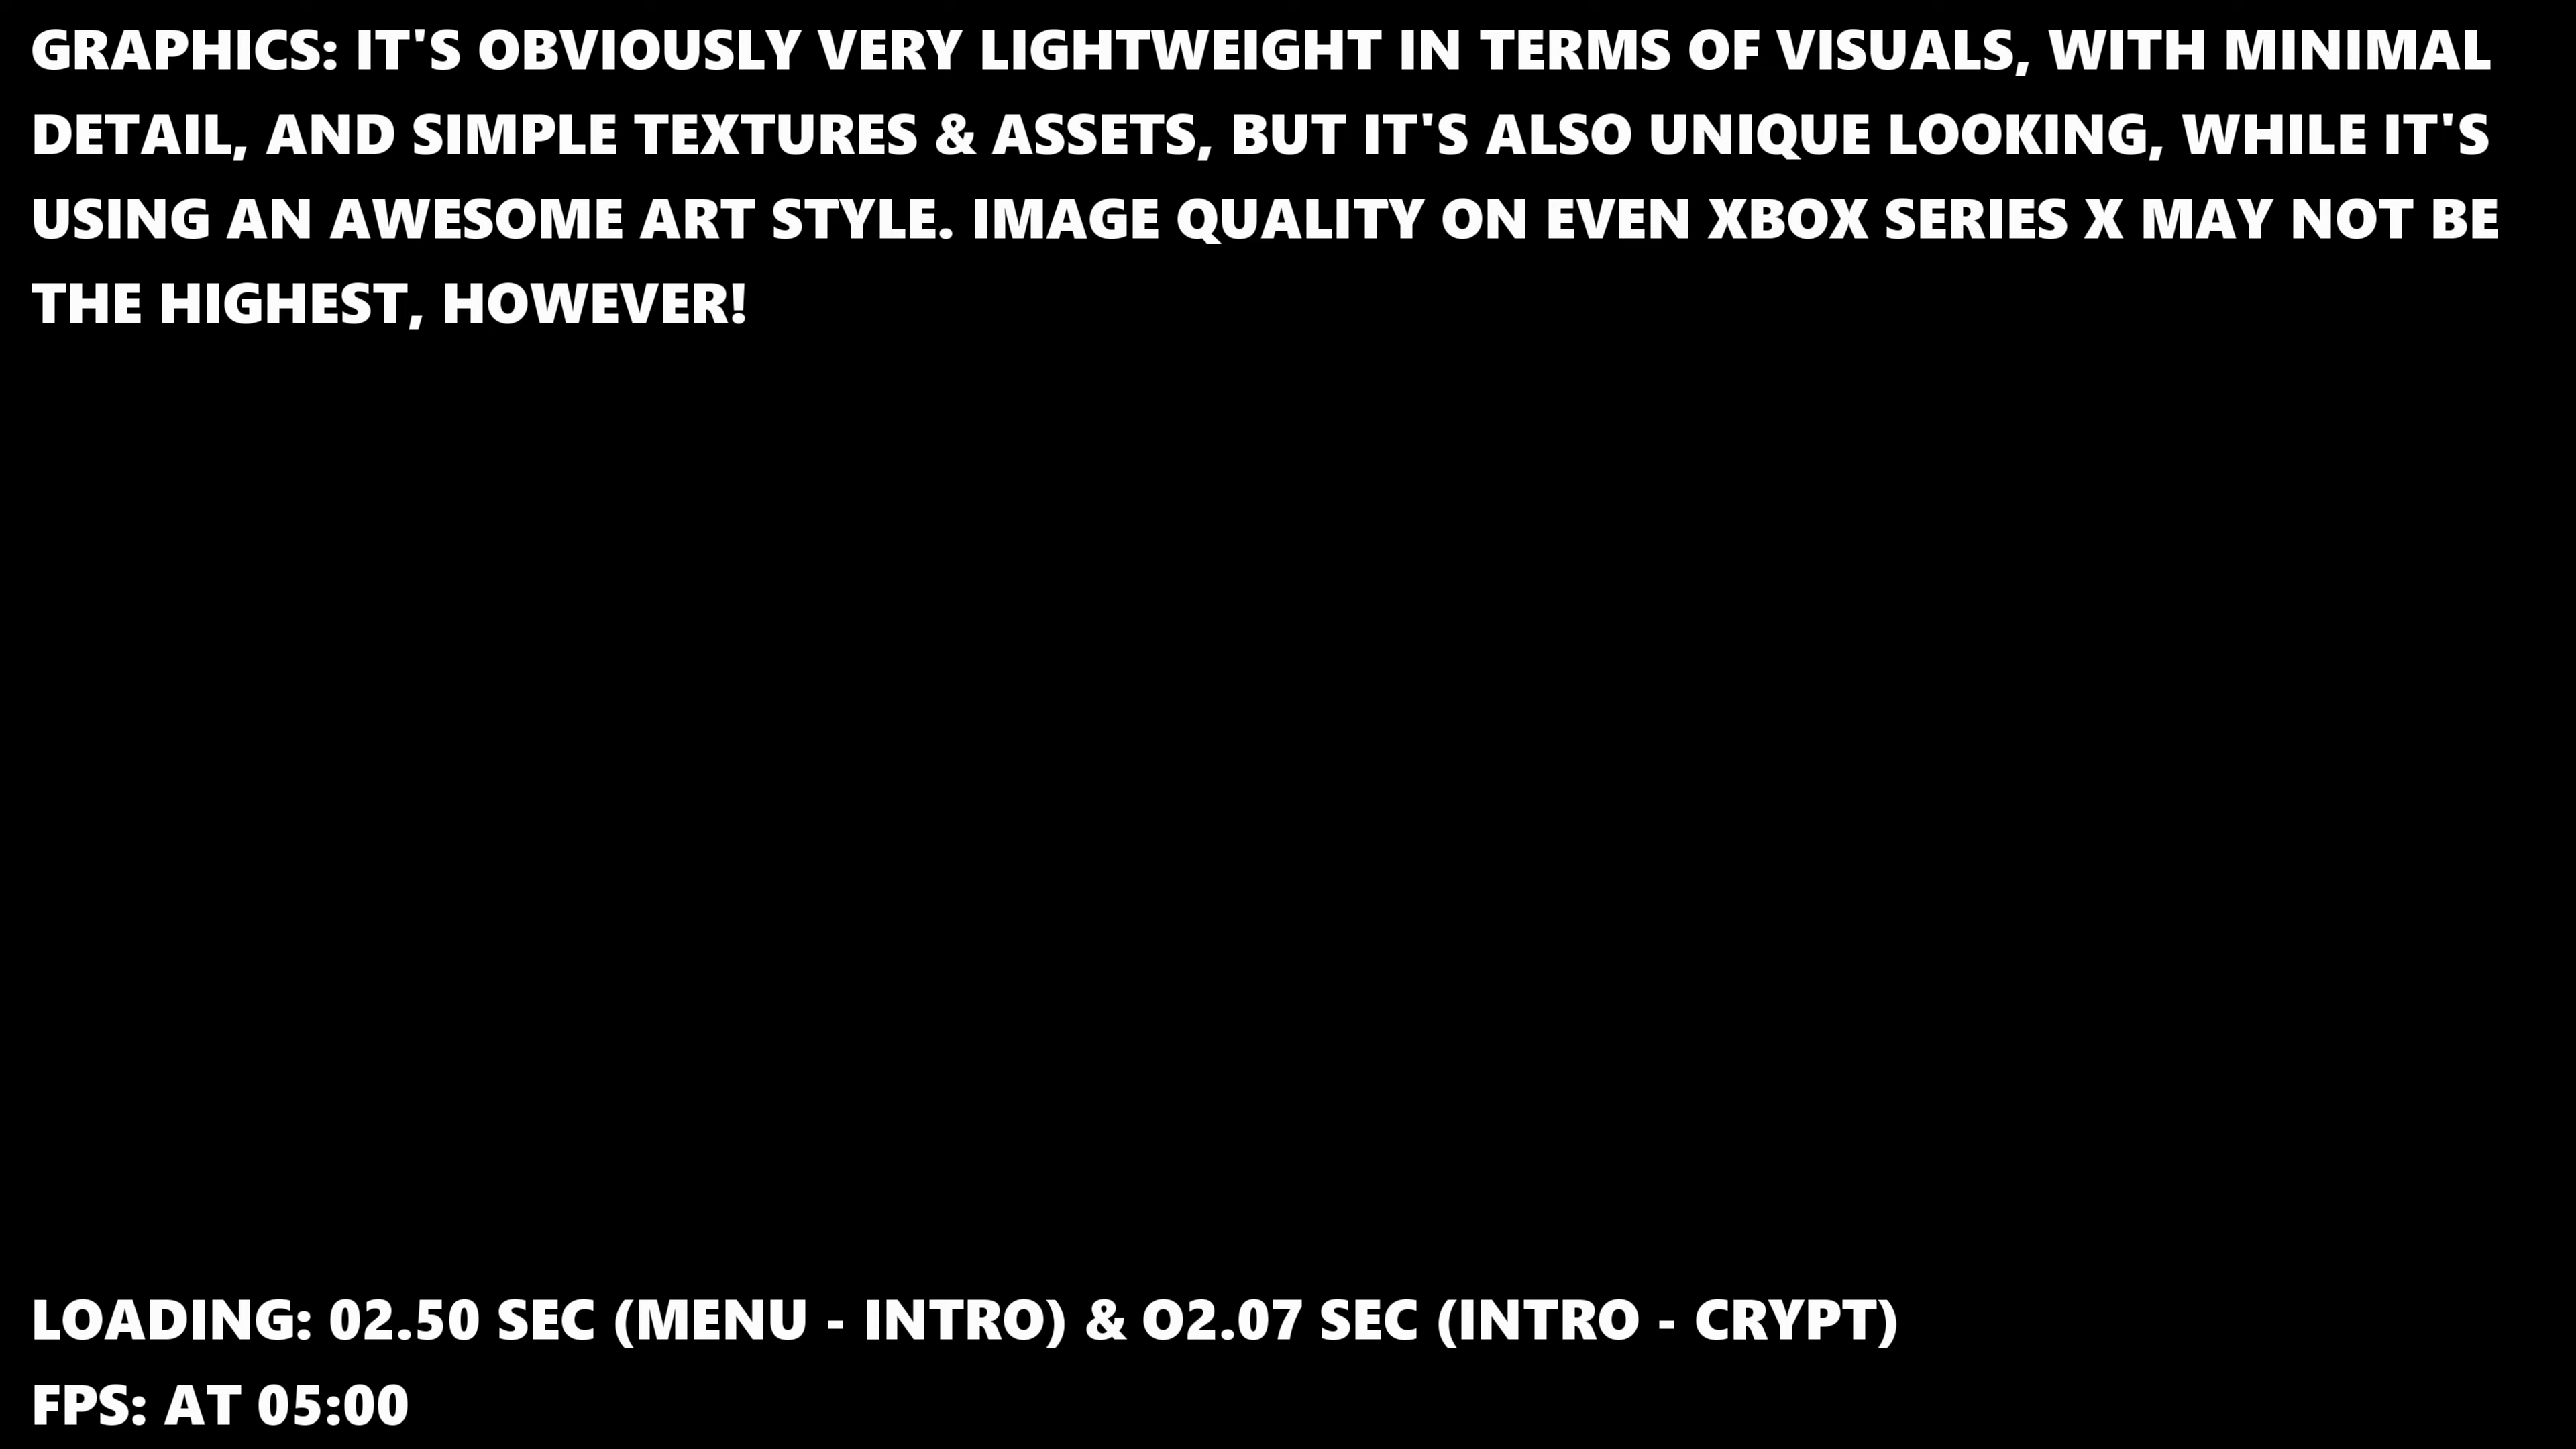 GRAPHICS: IT'S OBVIOUSLY VERY LIGHTWEIGHT IN TERMS OF VISUALS, WITH MINIMAL
DETAIL, AND SIMPLE TEXTURES & ASSETS, BUT IT'S ALSO UNIQUE LOOKING, WHILE IT'S
USING AN AWESOME ART STYLE. IMAGE QUALITY ON EVEN XBOX SERIES X MAY NOT BE
THE HIGHEST, HOWEVER!
LOADING: 02.50 SEC (MENU - INTRO) & O2.07 SEC (INTRO - CRYPT)
FPS: AT 05:00